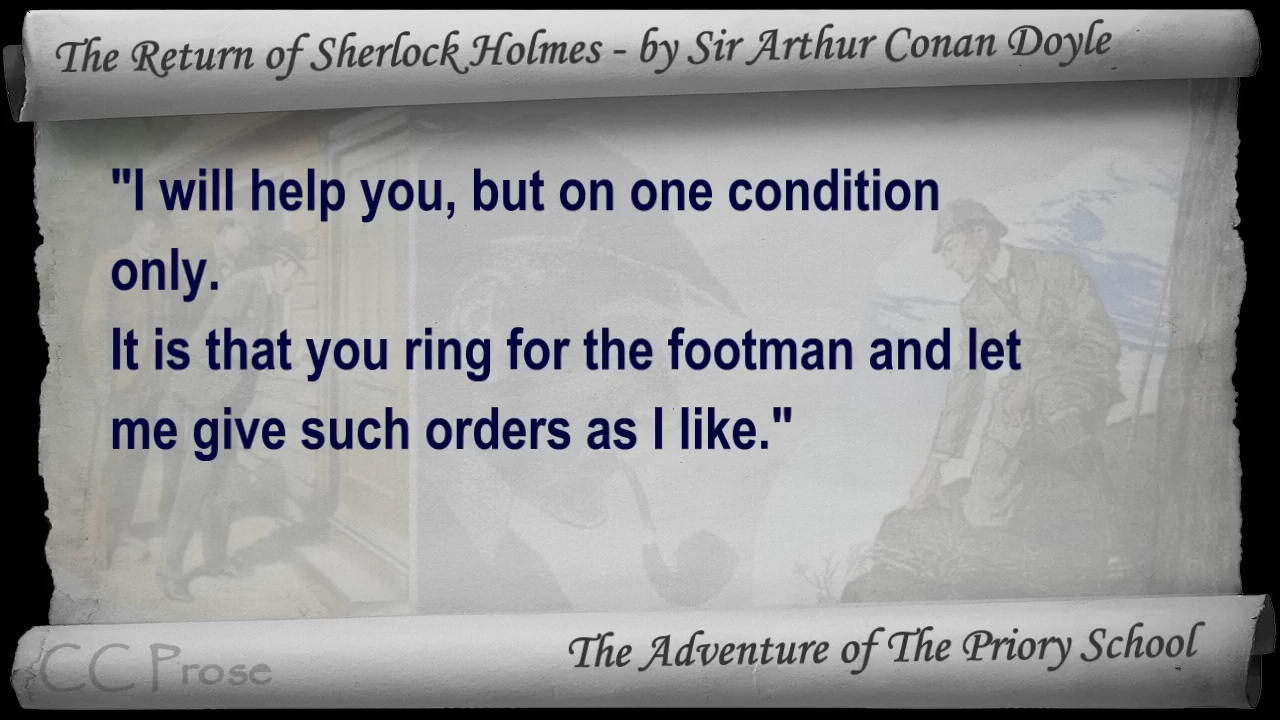 The Return of Sherlock Holmes - by Sir Arthur Conan Doyle
"I will help you, but on one condition
only.
It is that you ring for the footman and let
me give such orders as I like."
The Adventure of The Priory School
CC Prose